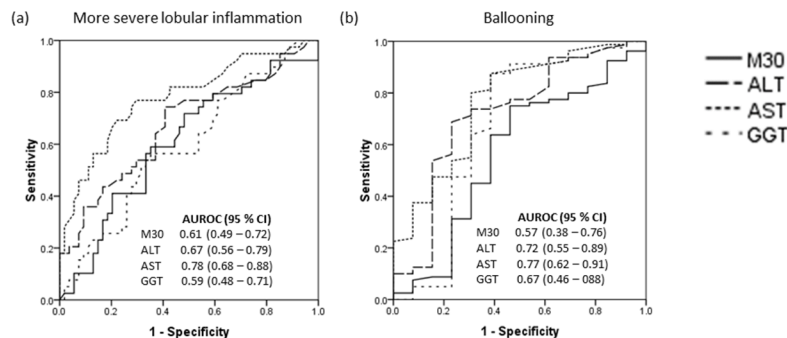 (a) More severe lobular inflammation
Sensitivity
1.0
0.8
0.6
0.4
0.2
0.0
AUROC (95 % CI)
M30 0.61 (0.49 – 0.72)
ALT 0.67 (0.56 – 0.79)
AST 0.78 (0.68 – 0.88)
GGT 0.59 (0.48 – 0.71)
0.0 0.2 0.4 0.6 0.8 1.0
1 - Specificity
(b) Ballooning
Sensitivity
1.0
0.8
0.6
0.4
0.2
0.0
AUROC (95 % CI)
M30 0.57 (0.38 – 0.76)
ALT 0.72 (0.55 – 0.89)
AST 0.77 (0.62 – 0.91)
GGT 0.67 (0.46 – 088)
0.0 0.2 0.4 0.6 0.8 1.0
1 - Specificity
M30
ALT
AST
GGT